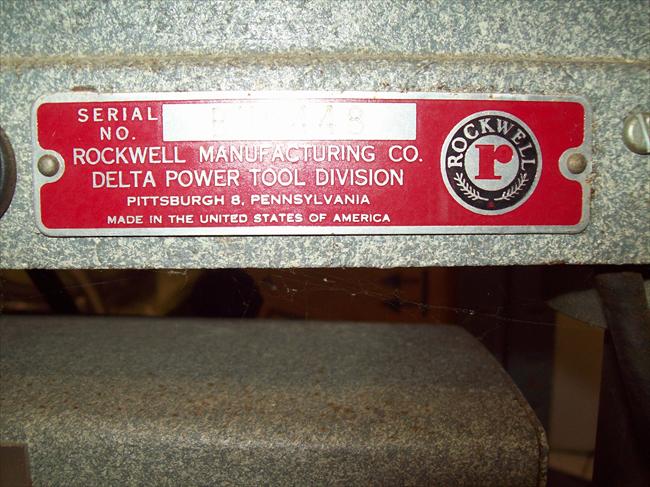 SERIAL
NO.
ROCKWELL MANUFACTURING CO.
DELTA POWER TOOL DIVISION
PITTSBURGH 8, PENNSYLVANIA
MADE IN THE UNITED STATES OF AMERICA
ROCKWELL
r